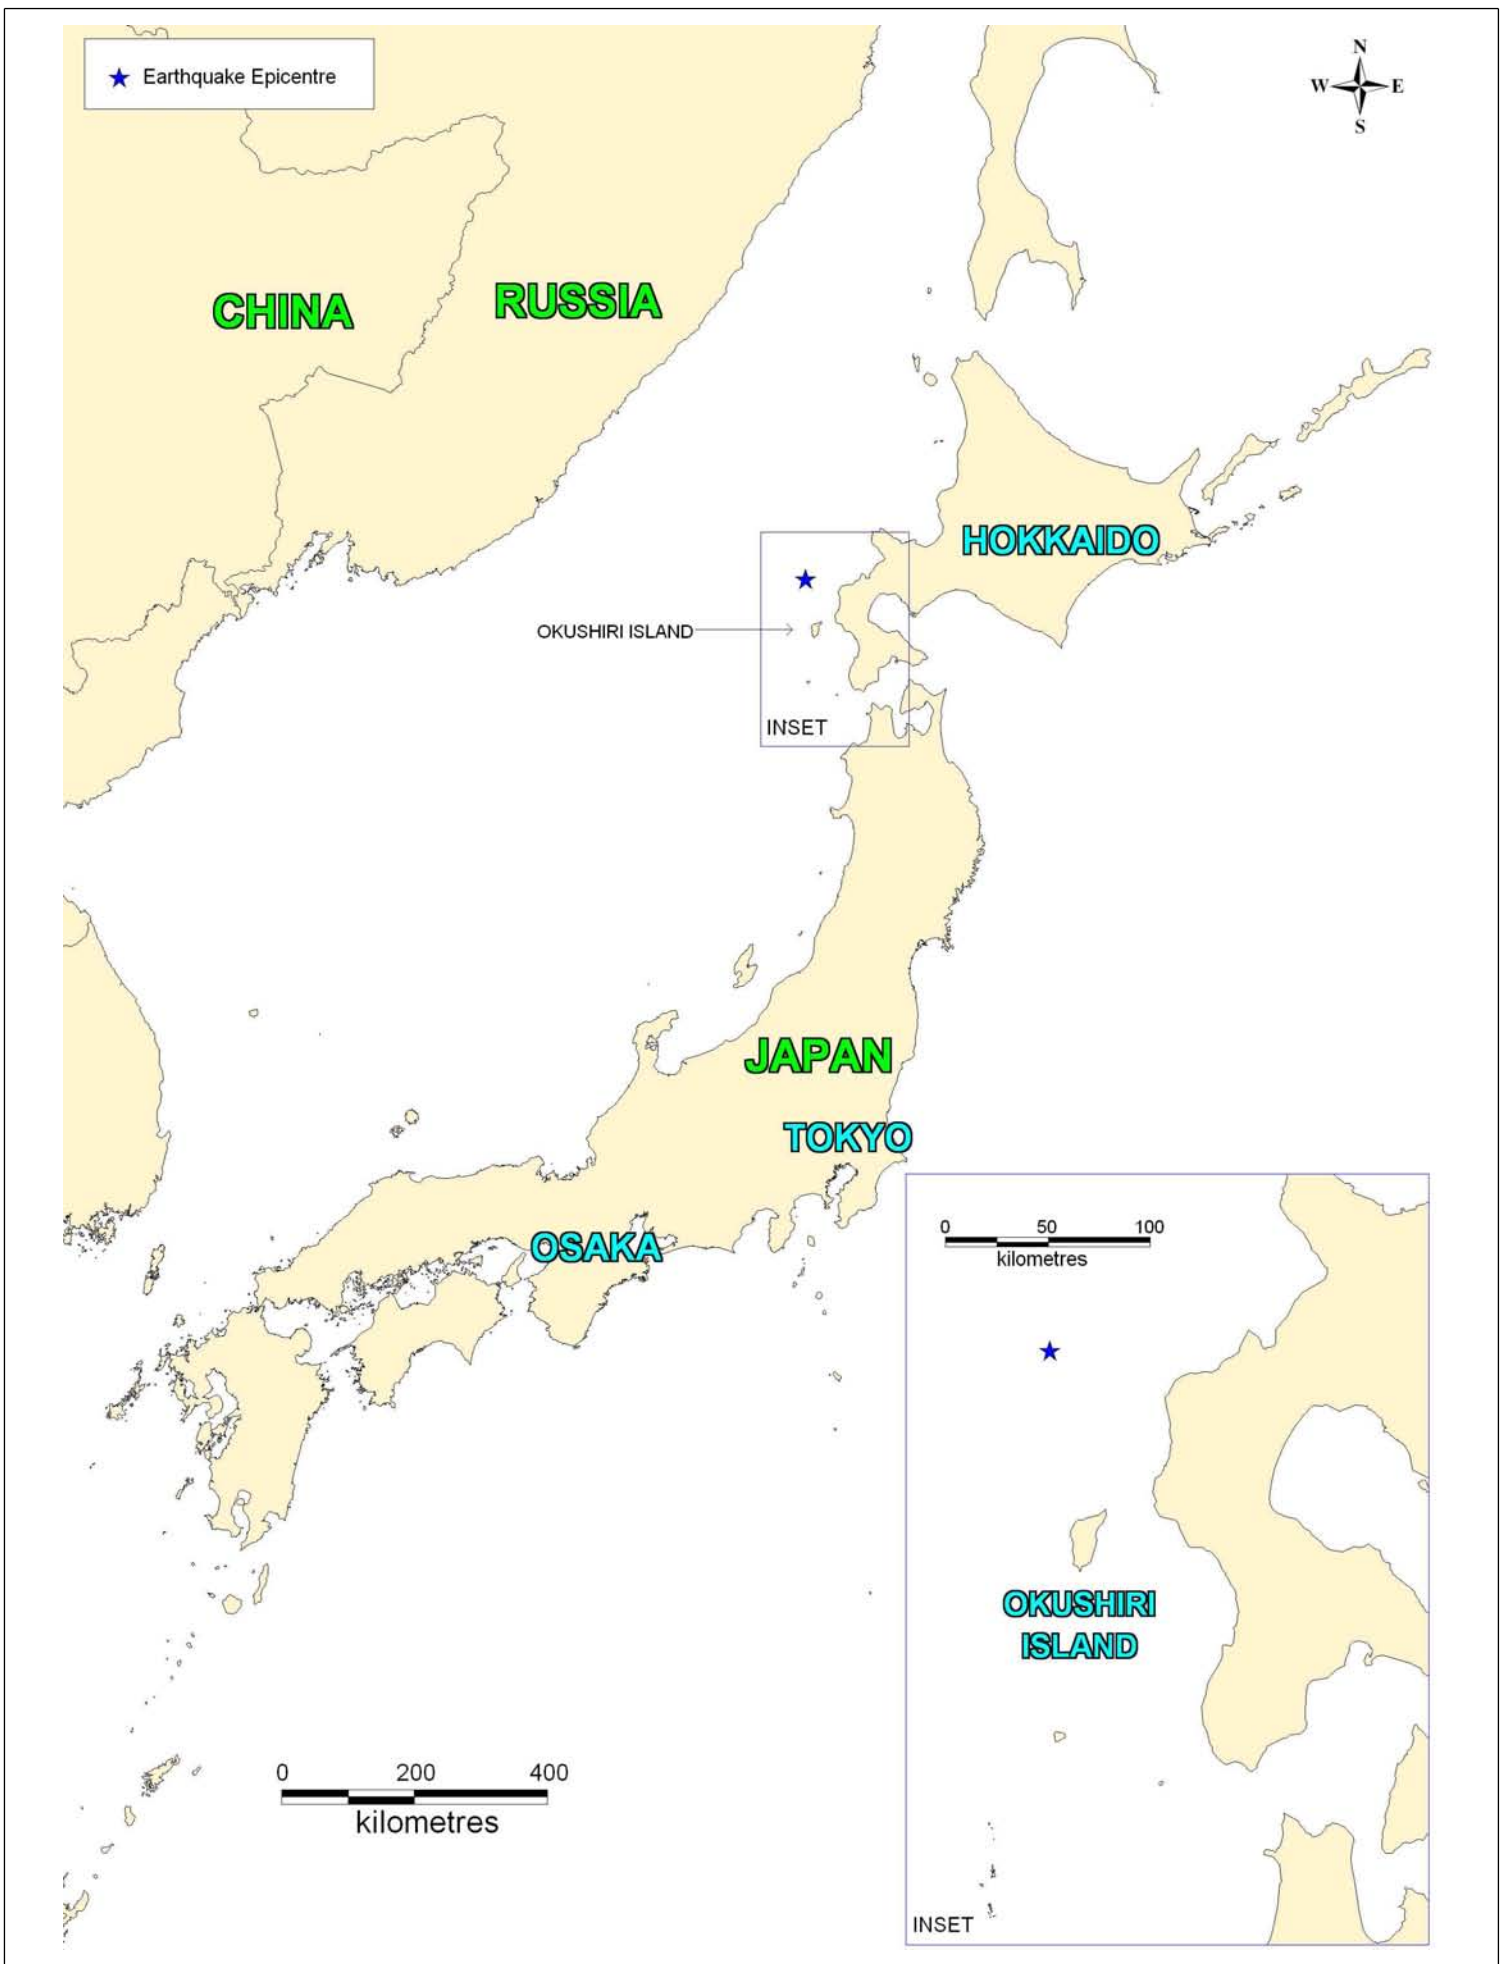 Earthquake Epicentre
N
W E
S
CHINA
RUSSIA
HOKKAIDO
OKUSHIRI ISLAND
INSET
JAPAN
TOKYO
OSAKA
0 50 100
kilometres
OKUSHIRI
ISLAND
0 200 400
kilometres
INSET